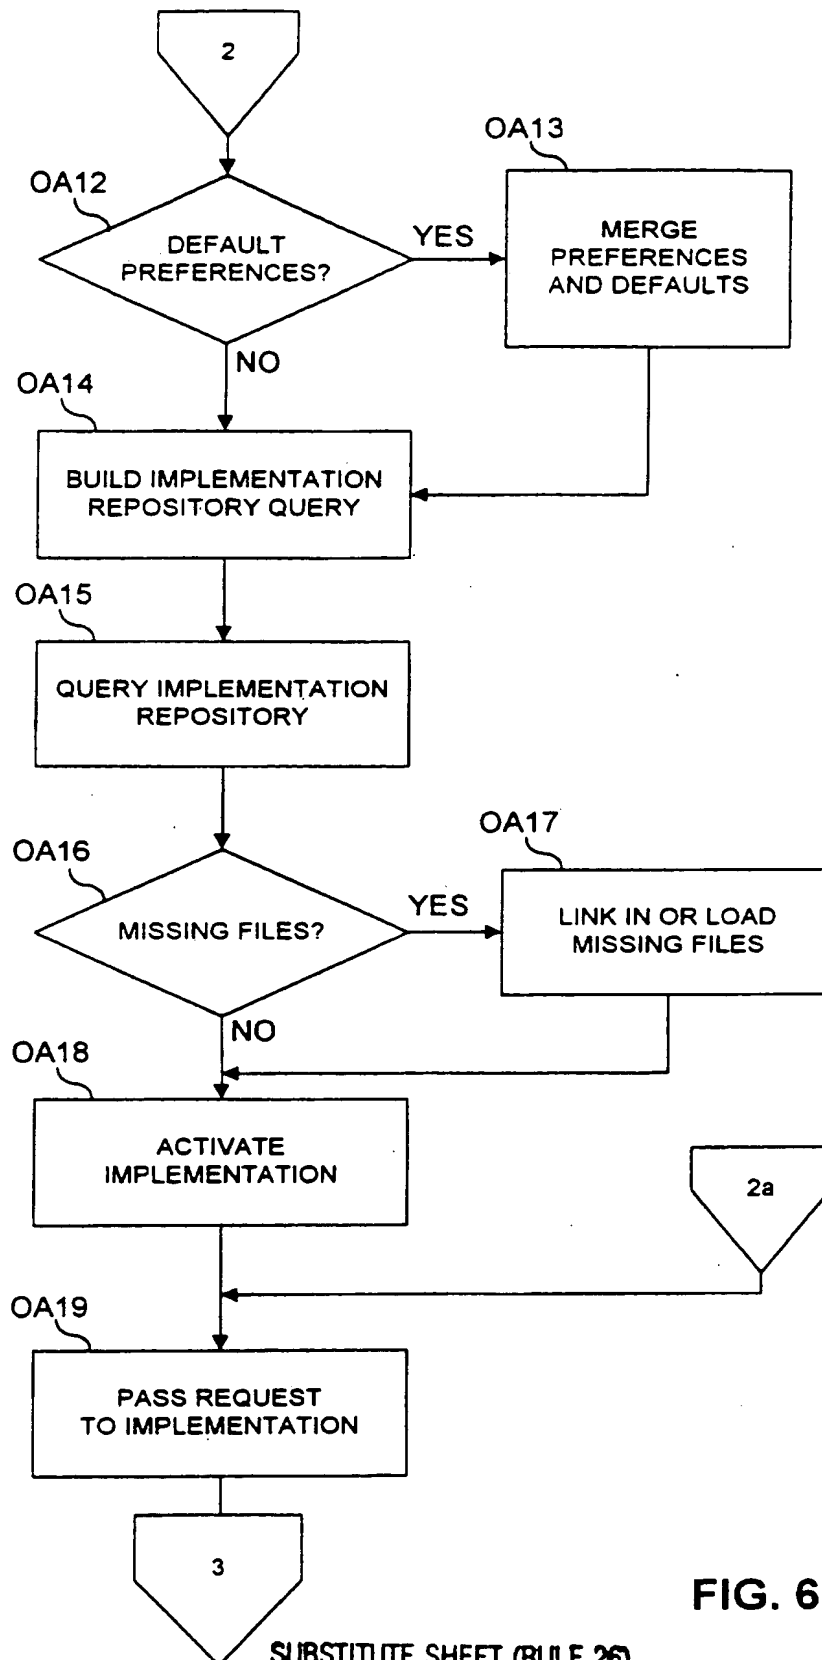 2
OA12
DEFAULT
PREFERENCES?
YES
OA13
MERGE
PREFERENCES
AND DEFAULTS
NO
OA14
BUILD IMPLEMENTATION
REPOSITORY QUERY
OA15
QUERY IMPLEMENTATION
REPOSITORY
OA16
MISSING FILES?
YES
OA17
LINK IN OR LOAD
MISSING FILES
NO
OA18
ACTIVATE
IMPLEMENTATION
2a
OA19
PASS REQUEST
TO IMPLEMENTATION
3
FIG. 6
SUBSTITUTE SHEET (RULE 26)